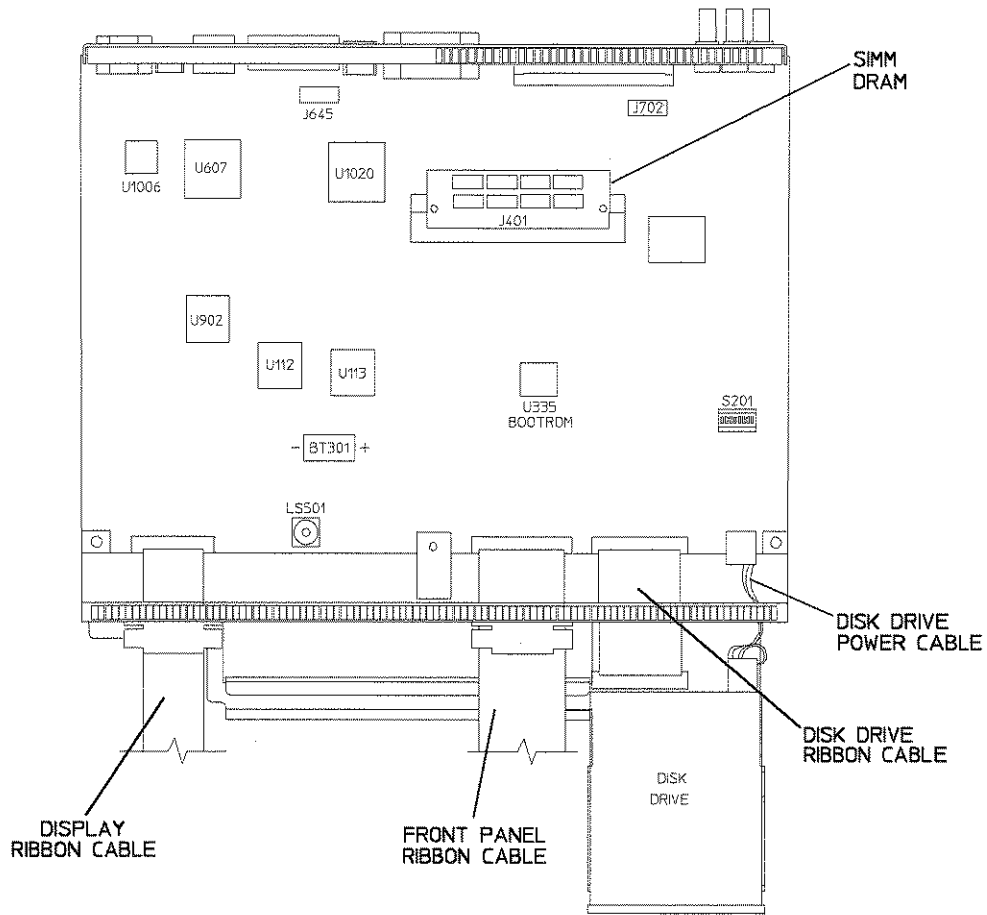 SIMM
DRAM
J645
J702
U1006
U607
U1020
J401
U902
U112
U113
U335
BOOTROM
S201
- BT301 +
LS501
DISK DRIVE
POWER CABLE
DISK DRIVE
RIBBON CABLE
DISK
DRIVE
DISPLAY
RIBBON CABLE
FRONT PANEL
RIBBON CABLE